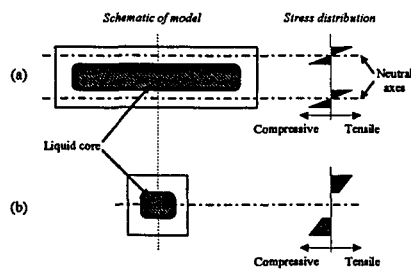 Schematic of model
Stress distribution
(a)
Neutral
axes
Compressive
Tensile
Liquid core
(b)
Compressive
Tensile